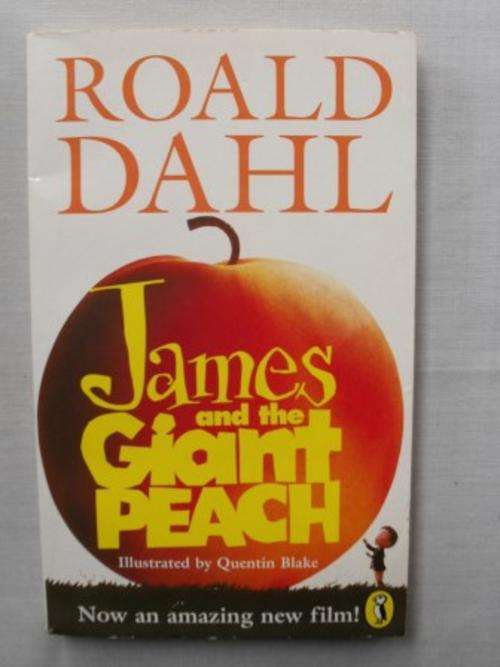 ROALD
DAHL
James
and the
Giant
PEACH
Illustrated by Quentin Blake
Now an amazing new film!